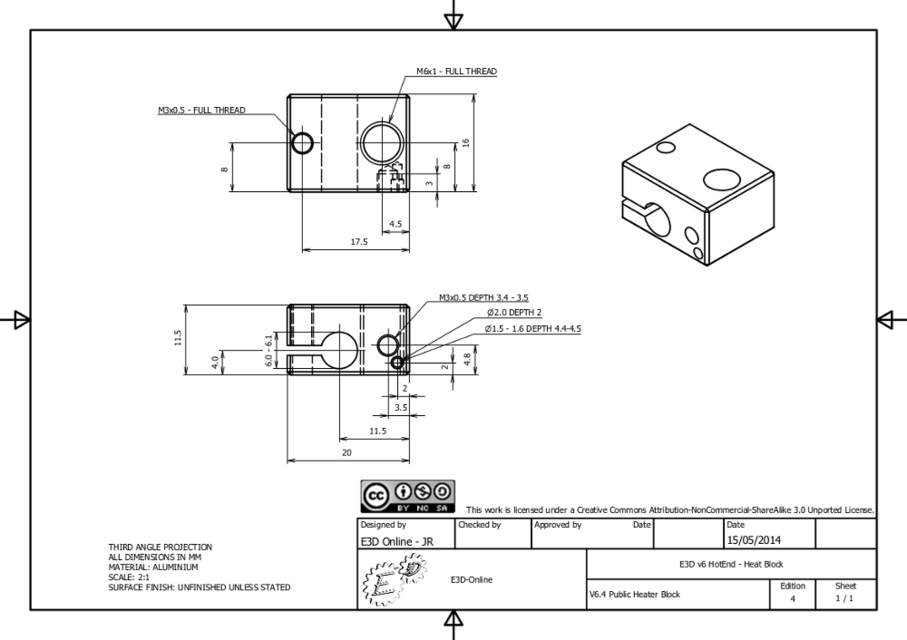 M6x1 - FULL THREAD
M3x0.5 - FULL THREAD
8
16
8
3
4.5
17.5
M3x0.5 DEPTH 3.4 - 3.5
Ø2.0 DEPTH 2
Ø1.5 - 1.6 DEPTH 4.4-4.5
11.5
4.0
6.0 - 6.1
2
4.8
2
3.5
11.5
20
cc
BY NC SA
This work is licensed under a Creative Commons Attribution-NonCommercial-ShareAlike 3.0 Unported License.
Designed by
Checked by
Approved by
Date
Date
E3D Online - JR
15/05/2014
THIRD ANGLE PROJECTION
ALL DIMENSIONS IN MM
MATERIAL: ALUMINIUM
SCALE: 2:1
SURFACE FINISH: UNFINISHED UNLESS STATED
E D
E3D-Online
E3D v6 HotEnd - Heat Block
V6.4 Public Heater Block
Edition
4
Sheet
1 / 1